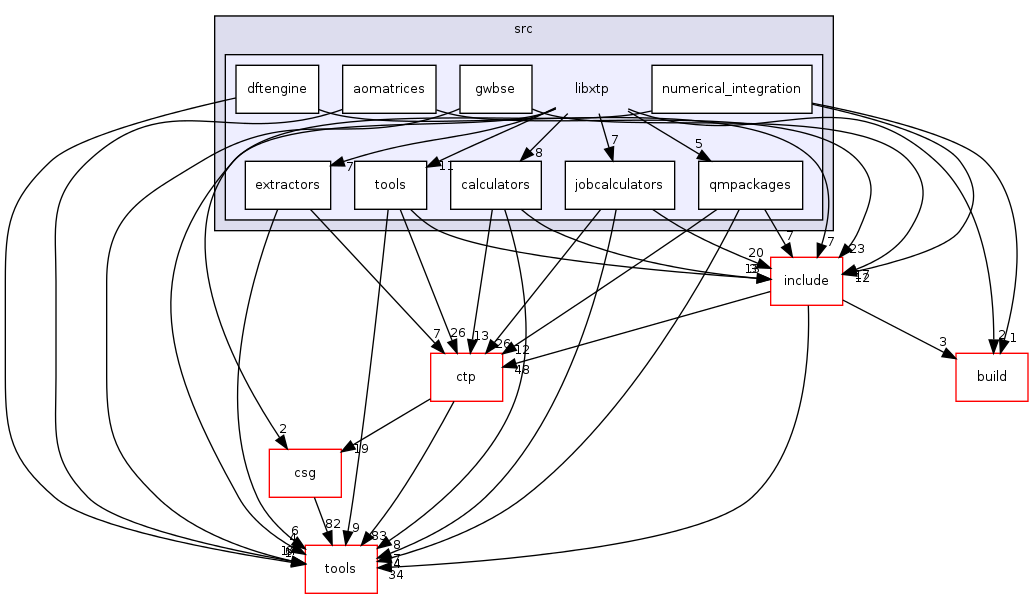 src
dftengine
aomatrices
gwbse
libxtp
numerical_integration
5
7
8
7
11
extractors
tools
calculators
jobcalculators
qmpackages
7
7
23
20
include
12
7
26
13
26
12
2
1
3
48
ctp
build
2
19
csg
82
9
83
6
8
7
34
tools